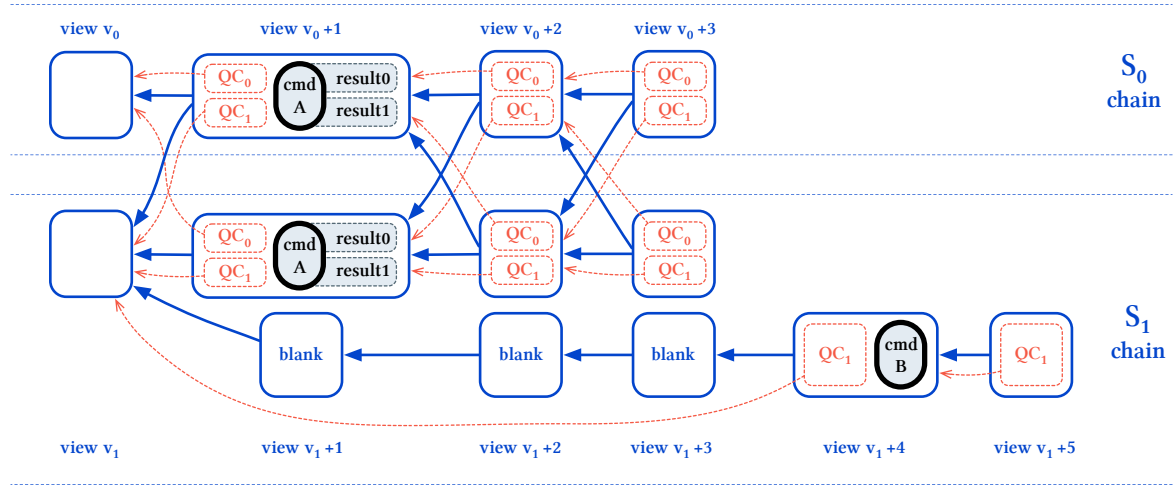 view v₀ view v₀+1 view v₀+2 view v₀+3
QC₀ cmd A result0 QC₀ QC₀
QC₁ result1 QC₁ QC₁
S₀ chain
QC₀ cmd A result0 QC₀ QC₀
QC₁ result1 QC₁ QC₁
S₁ chain
blank blank blank QC₁ cmd B QC₁
view v₁ view v₁+1 view v₁+2 view v₁+3 view v₁+4 view v₁+5